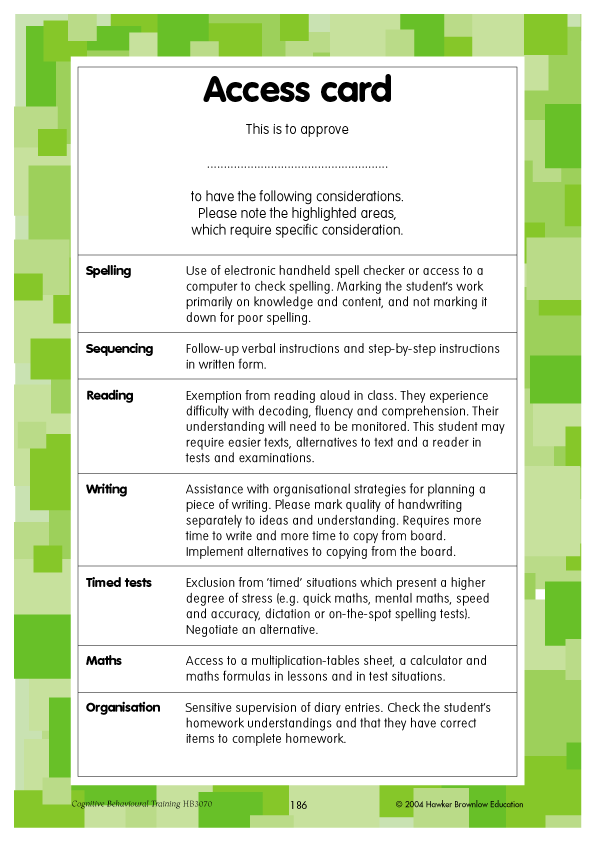 Access card
This is to approve
......................................................
to have the following considerations.
Please note the highlighted areas,
which require specific consideration.
Spelling
Use of electronic handheld spell checker or access to a
computer to check spelling. Marking the student's work
primarily on knowledge and content, and not marking it
down for poor spelling.
Sequencing
Follow-up verbal instructions and step-by-step instructions
in written form.
Reading
Exemption from reading aloud in class. They experience
difficulty with decoding, fluency and comprehension. Their
understanding will need to be monitored. This student may
require easier texts, alternatives to text and a reader in
tests and examinations.
Writing
Assistance with organisational strategies for planning a
piece of writing. Please mark quality of handwriting
separately to ideas and understanding. Requires more
time to write and more time to copy from board.
Implement alternatives to copying from the board.
Timed tests
Exclusion from 'timed' situations which present a higher
degree of stress (e.g. quick maths, mental maths, speed
and accuracy, dictation or on-the-spot spelling tests).
Negotiate an alternative.
Maths
Access to a multiplication-tables sheet, a calculator and
maths formulas in lessons and in test situations.
Organisation
Sensitive supervision of diary entries. Check the student's
homework understandings and that they have correct
items to complete homework.
Cognitive Behavioural Training HB3070
186
© 2004 Hawker Brownlow Education